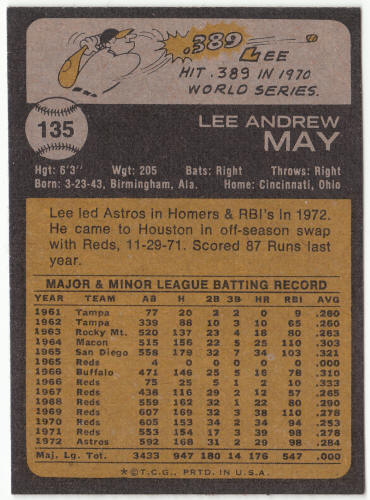 .389 LEE
HIT .389 IN 1970
WORLD SERIES.
135
LEE ANDREW
MAY
Hgt: 6'3" Wgt: 205 Bats: Right Throws: Right
Born: 3-23-43, Birmingham, Ala. Home: Cincinnati, Ohio
Lee led Astros in Homers & RBI's in 1972.
He came to Houston in off-season swap
with Reds, 11-29-71. Scored 87 Runs last
year.
MAJOR & MINOR LEAGUE BATTING RECORD
YEAR TEAM AB H 2B 3B HR RBI AVG
1961 Tampa 77 20 2 0 0 9 .260
1962 Tampa 339 88 10 3 10 65 .260
1963 Rocky Mt. 520 137 23 4 18 80 .263
1964 Macon 515 156 22 5 25 110 .303
1965 San Diego 558 179 32 7 34 103 .321
1965 Reds 4 0 0 0 0 0 .000
1966 Buffalo 471 146 25 5 16 78 .310
1966 Reds 75 25 5 1 2 10 .333
1967 Reds 438 116 29 2 12 57 .265
1968 Reds 559 162 32 1 22 80 .290
1969 Reds 607 169 32 3 38 110 .278
1970 Reds 605 153 34 2 34 94 .253
1971 Reds 553 154 17 3 39 98 .278
1972 Astros 592 168 31 2 29 98 .284
Maj. Lg. Tot. 3433 947 180 14 176 547 .000
*© T.C.G., PRTD. IN U.S.A.